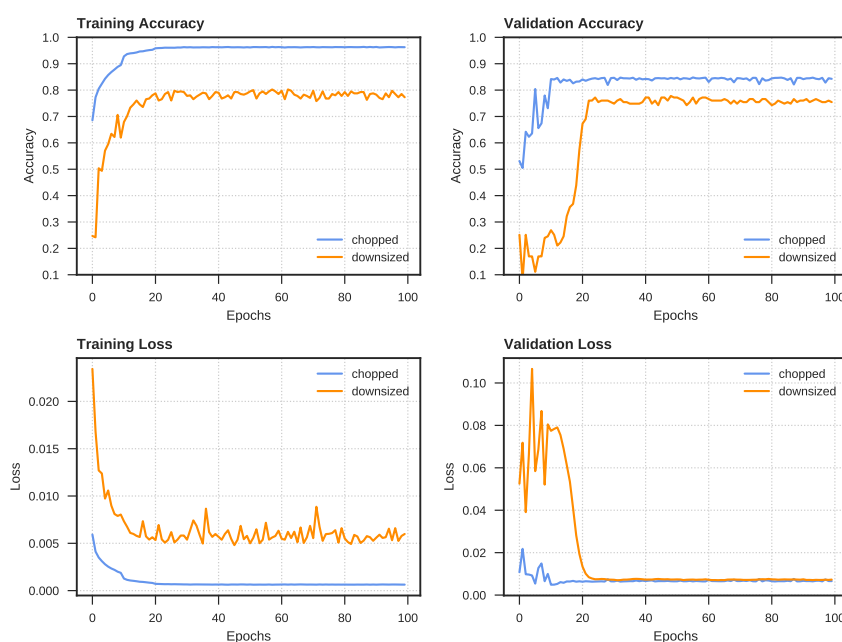 Training Accuracy
1.0
0.9
0.8
0.7
0.6
0.5
0.4
0.3
0.2
0.1
Accuracy
chopped
downsized
0 20 40 60 80 100
Epochs
Validation Accuracy
1.0
0.9
0.8
0.7
0.6
0.5
0.4
0.3
0.2
0.1
Accuracy
chopped
downsized
0 20 40 60 80 100
Epochs
Training Loss
0.020
0.015
0.010
0.005
0.000
Loss
chopped
downsized
0 20 40 60 80 100
Epochs
Validation Loss
0.10
0.08
0.06
0.04
0.02
0.00
Loss
chopped
downsized
0 20 40 60 80 100
Epochs